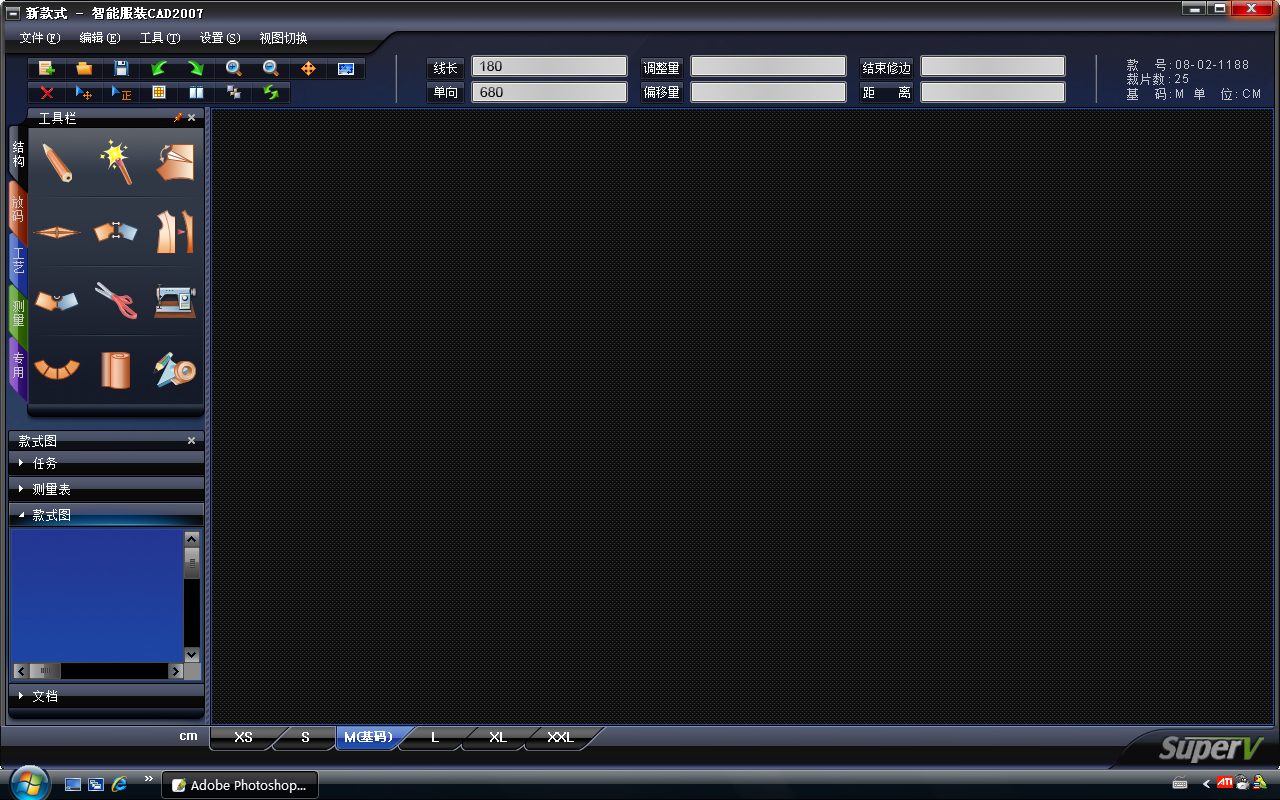 新款式 - 智能服装CAD2007
文件(F) 编辑(E) 工具(T) 设置(S) 视图切换
线长 180 调整量 结束修边
单向 680 偏移量 距 离
款 号:08-02-1188
裁片数:25
基 码:M 单 位:CM
工具栏
结构
放码
工艺
测量
专用
款式图
任务
测量表
款式图
文档
cm XS S M(基码) L XL XXL
SuperV
Adobe Photoshop...
ATI